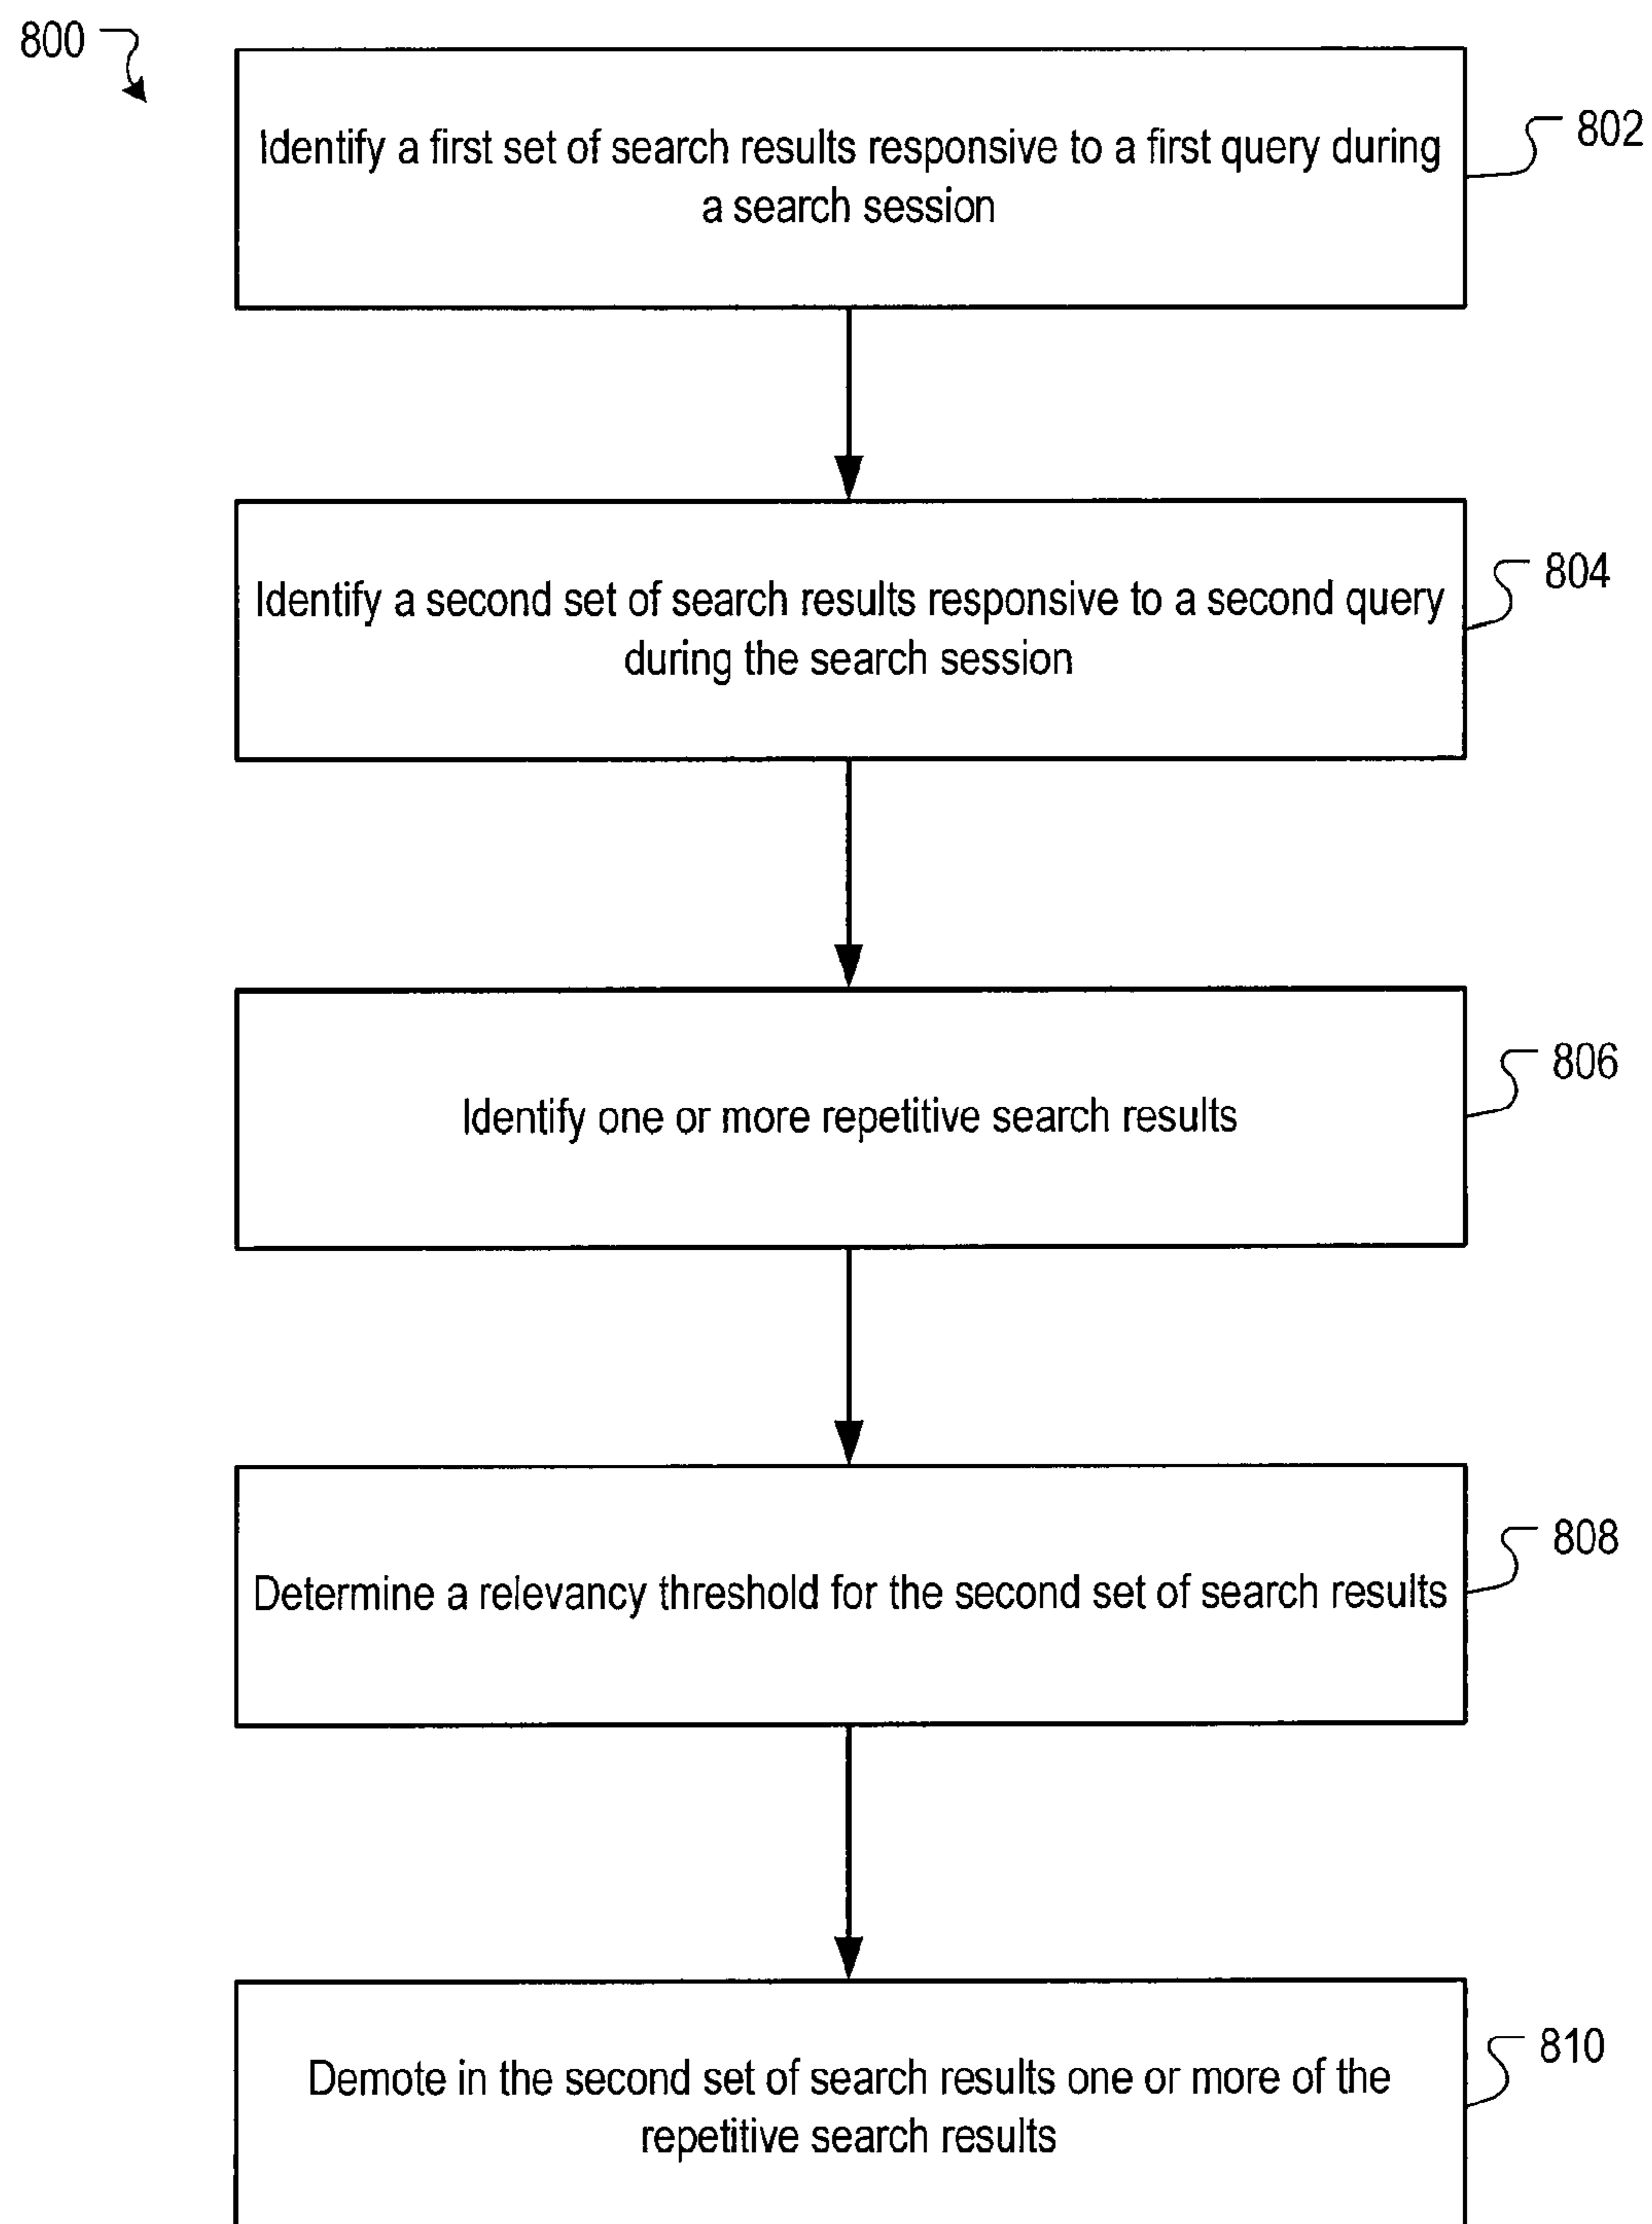 800
Identify a first set of search results responsive to a first query during
a search session
802
Identify a second set of search results responsive to a second query
during the search session
804
Identify one or more repetitive search results
806
Determine a relevancy threshold for the second set of search results
808
Demote in the second set of search results one or more of the
repetitive search results
810